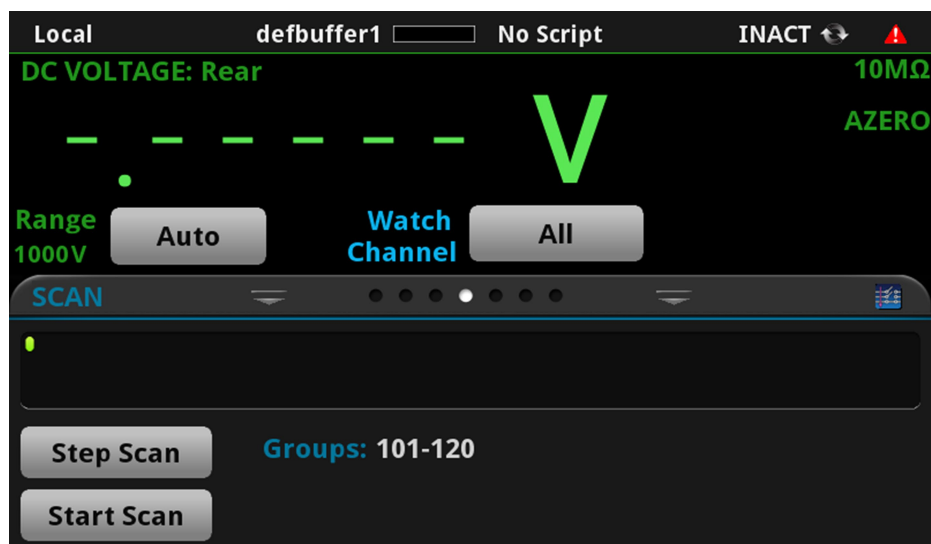 Local defbuffer1 No Script INACT
DC VOLTAGE: Rear 10MΩ
AZERO
- . - - - - - V
Range 1000V Auto Watch Channel All
SCAN
Step Scan Groups: 101-120
Start Scan